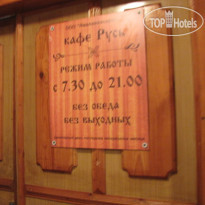 TOP
Hotels
кафе Русь
РЕЖИМ РАБОТЫ
с 7.30 до 21.00
БЕЗ ОБЕДА
БЕЗ ВЫХОДНЫХ